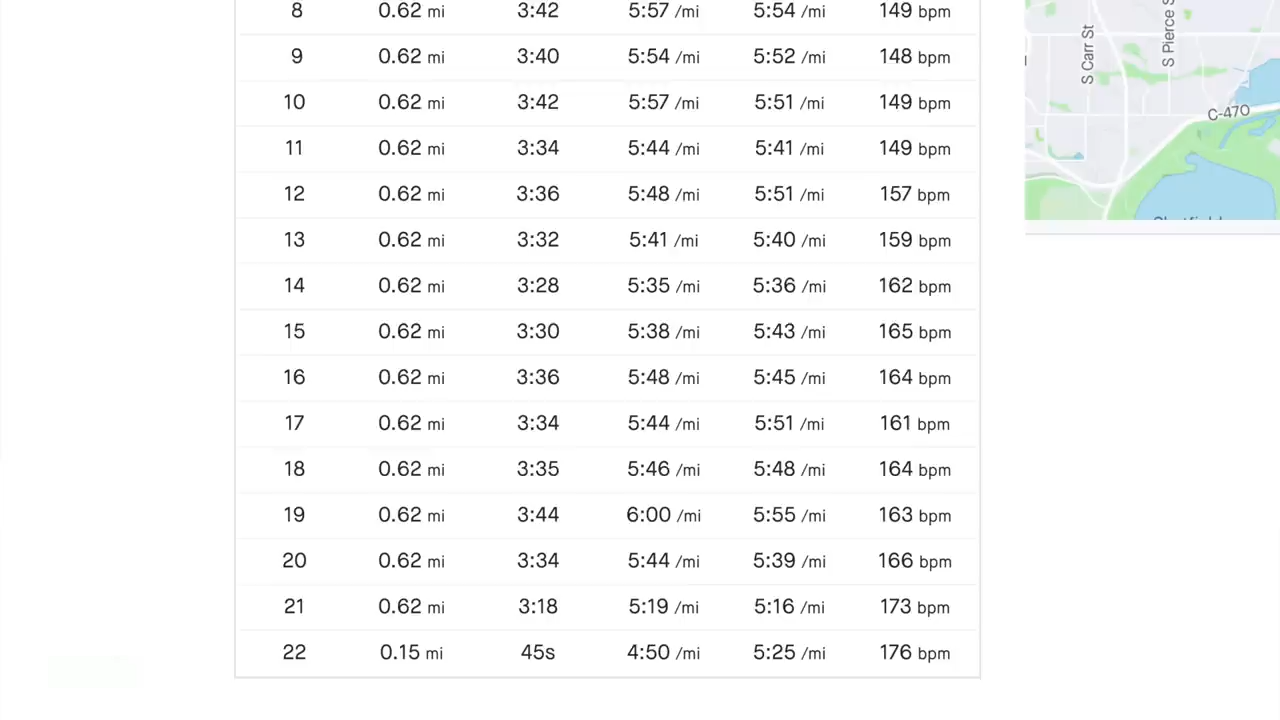 8 0.62 mi 3:42 5:57 /mi 5:54 /mi 149 bpm
9 0.62 mi 3:40 5:54 /mi 5:52 /mi 148 bpm
10 0.62 mi 3:42 5:57 /mi 5:51 /mi 149 bpm
11 0.62 mi 3:34 5:44 /mi 5:41 /mi 149 bpm
12 0.62 mi 3:36 5:48 /mi 5:51 /mi 157 bpm
13 0.62 mi 3:32 5:41 /mi 5:40 /mi 159 bpm
14 0.62 mi 3:28 5:35 /mi 5:36 /mi 162 bpm
15 0.62 mi 3:30 5:38 /mi 5:43 /mi 165 bpm
16 0.62 mi 3:36 5:48 /mi 5:45 /mi 164 bpm
17 0.62 mi 3:34 5:44 /mi 5:51 /mi 161 bpm
18 0.62 mi 3:35 5:46 /mi 5:48 /mi 164 bpm
19 0.62 mi 3:44 6:00 /mi 5:55 /mi 163 bpm
20 0.62 mi 3:34 5:44 /mi 5:39 /mi 166 bpm
21 0.62 mi 3:18 5:19 /mi 5:16 /mi 173 bpm
22 0.15 mi 45s 4:50 /mi 5:25 /mi 176 bpm
S Carr St
S Pierce S
C-470